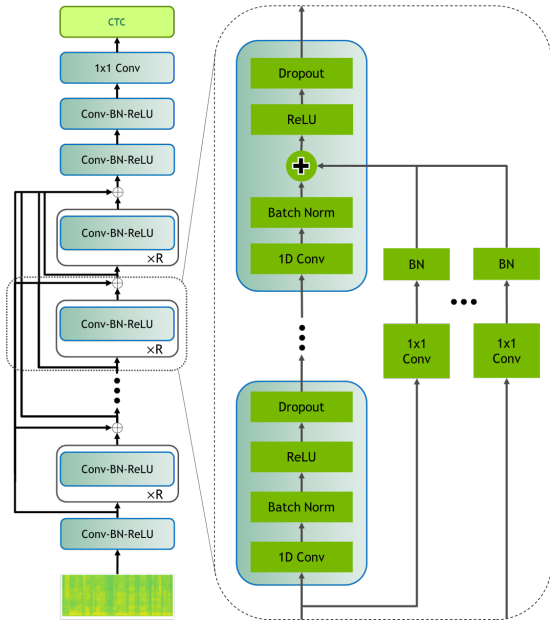 CTC
1x1 Conv
Conv-BN-ReLU
Conv-BN-ReLU
Conv-BN-ReLU
×R
Conv-BN-ReLU
×R
Conv-BN-ReLU
×R
Conv-BN-ReLU
Dropout
ReLU
Batch Norm
1D Conv
BN
BN
1x1
Conv
1x1
Conv
Dropout
ReLU
Batch Norm
1D Conv